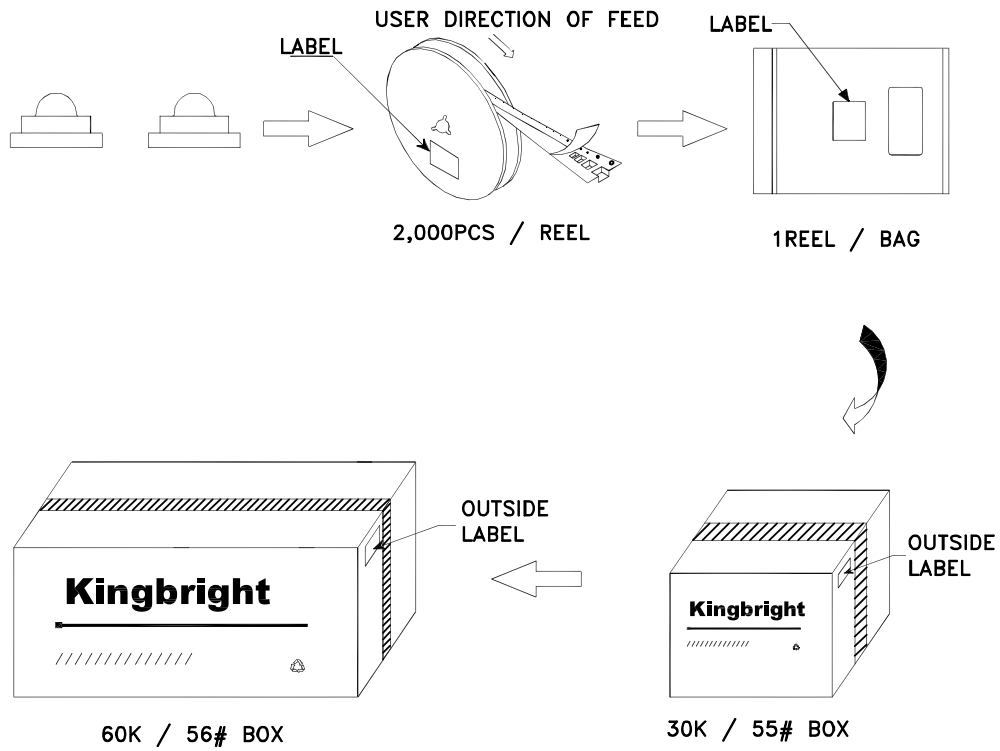 USER DIRECTION OF FEED
LABEL
LABEL
2,000PCS / REEL
1REEL / BAG
OUTSIDE
LABEL
Kingbright
60K / 56# BOX
OUTSIDE
LABEL
Kingbright
30K / 55# BOX